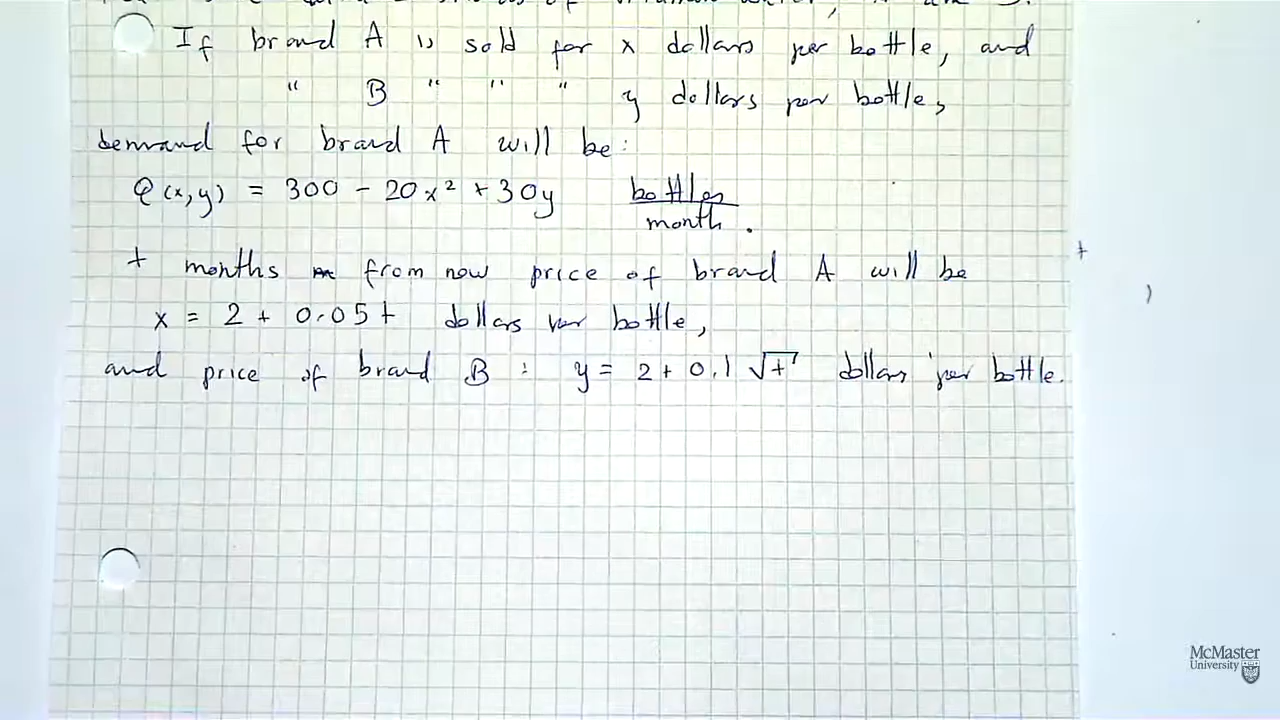 If brand A is sold for x dollars per bottle, and
" B " " " y dollars per bottle,
demand for brand A will be:
Q(x,y) = 300 - 20x² + 30y bottles/month.
t months from now price of brand A will be
x = 2 + 0.05t dollars per bottle,
and price of brand B : y = 2 + 0.1 √t dollars per bottle.
McMaster
University